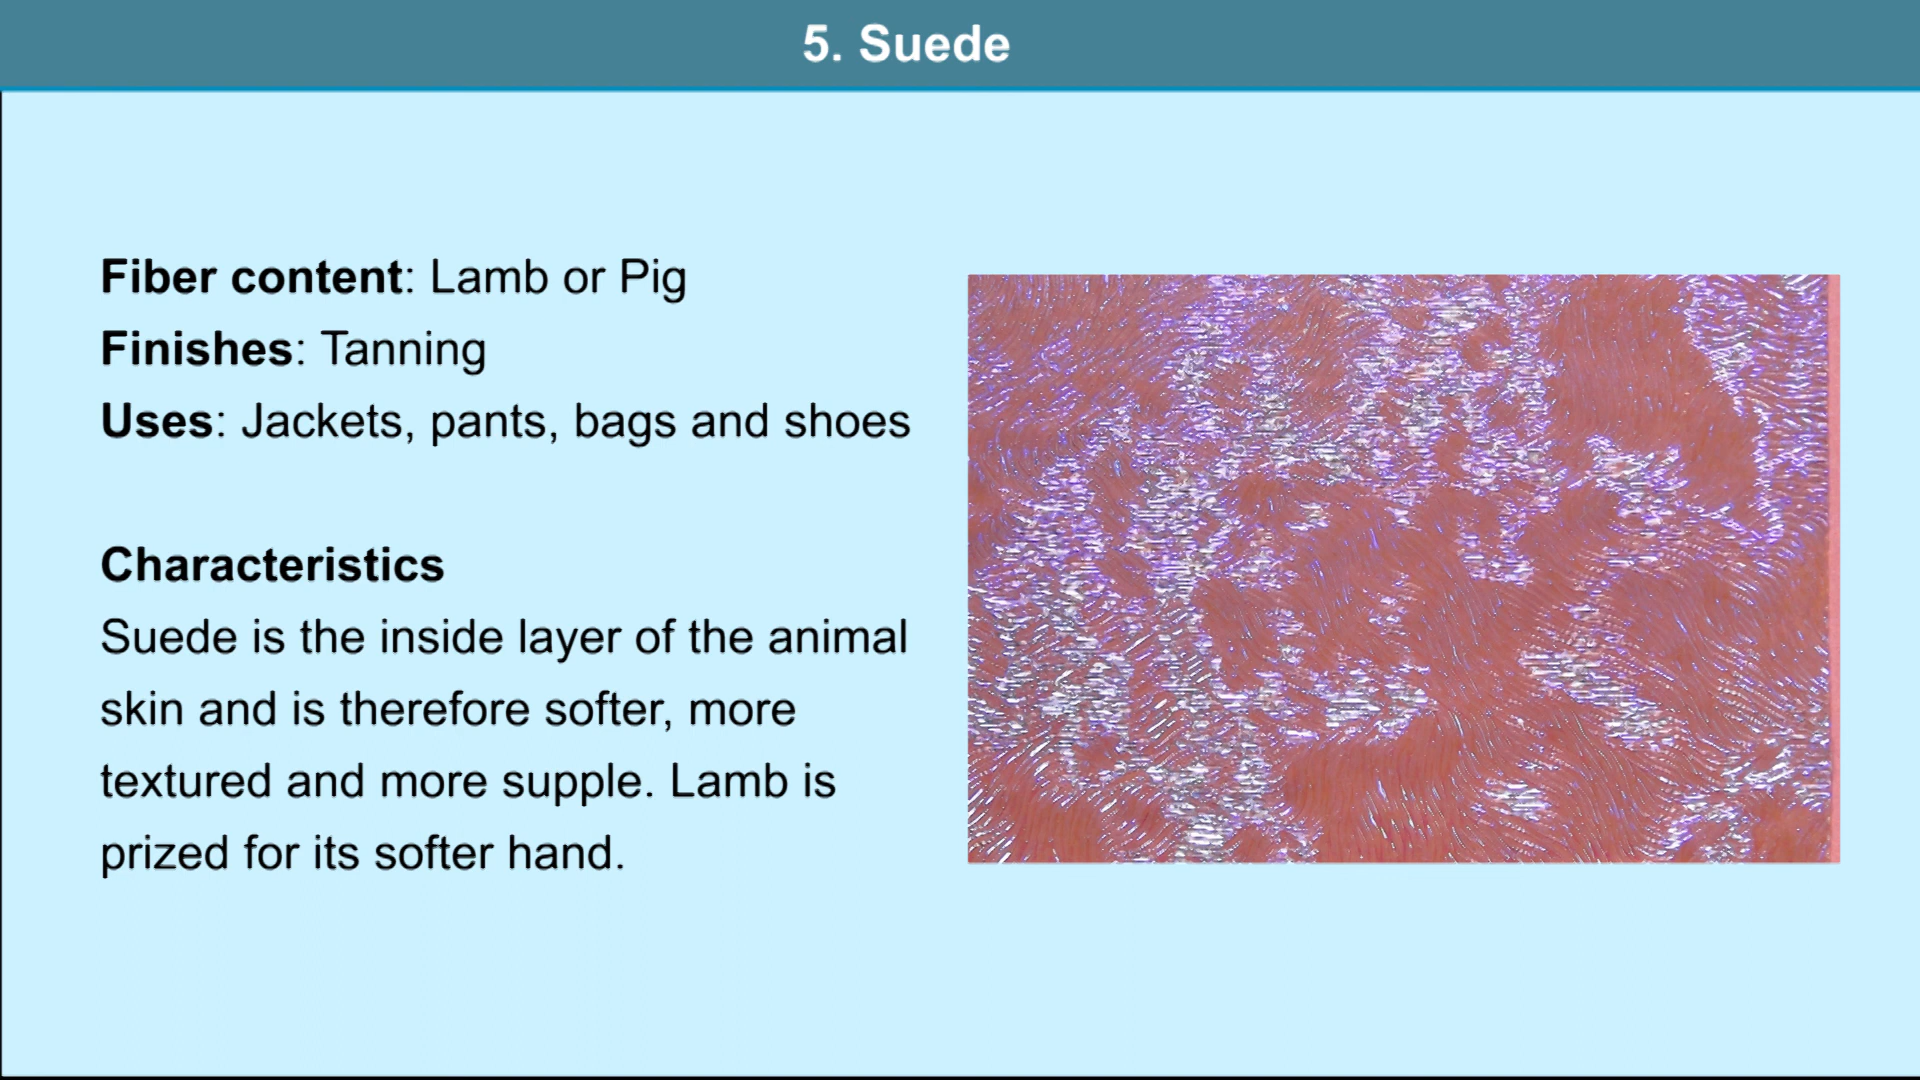 5. Suede
Fiber content: Lamb or Pig
Finishes: Tanning
Uses: Jackets, pants, bags and shoes
Characteristics
Suede is the inside layer of the animal
skin and is therefore softer, more
textured and more supple. Lamb is
prized for its softer hand.